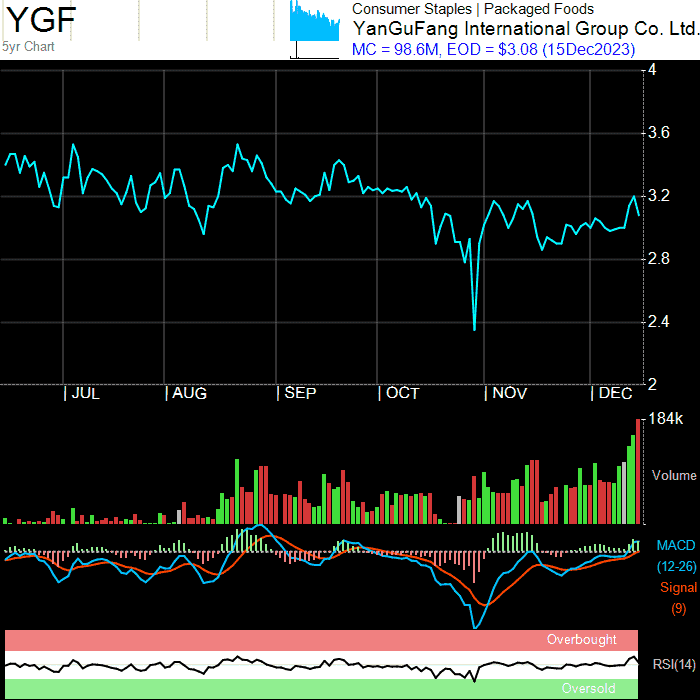 YGF
5yr Chart
Consumer Staples | Packaged Foods
YanGuFang International Group Co. Ltd.
MC = 98.6M, EOD = $3.08 (15Dec2023)
4
3.6
3.2
2.8
2.4
2
| JUL | AUG | SEP | OCT | NOV | DEC
184k
Volume
MACD
(12-26)
Signal
(9)
Overbought
RSI(14)
Oversold